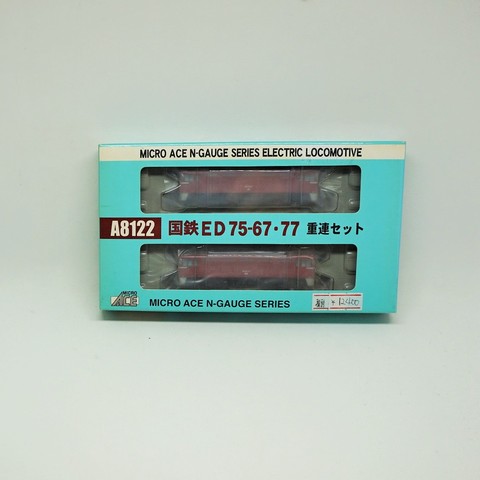 MICRO ACE N-GAUGE SERIES ELECTRIC LOCOMOTIVE
A8122 国鉄ED75-67・77 重連セット
MICRO ACE
MICRO ACE N-GAUGE SERIES